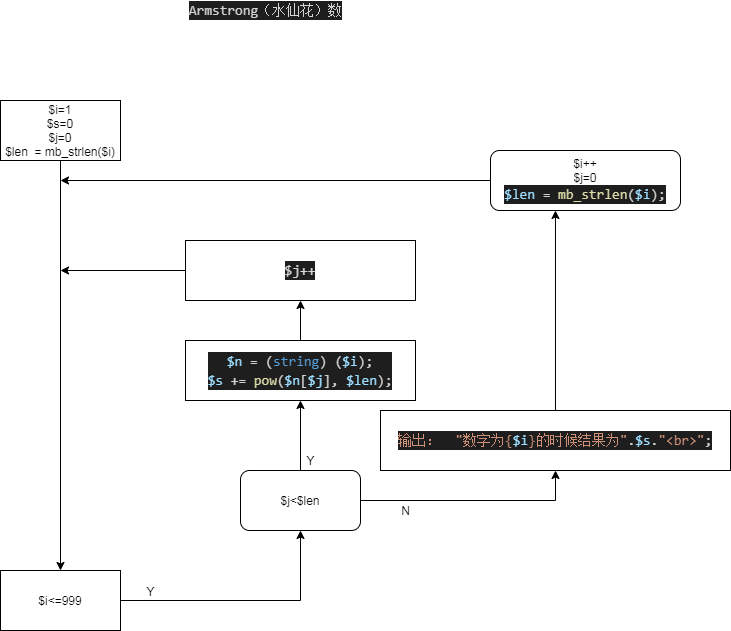 Armstrong（水仙花）数
$i=1
$s=0
$j=0
$len = mb_strlen($i)
$i++
$j=0
$len = mb_strlen($i);
$j++
$n = (string) ($i);
$s += pow($n[$j], $len);
输出： "数字为{$i}的时候结果为".$s."<br>";
Y
$j<$len
N
Y
$i<=999